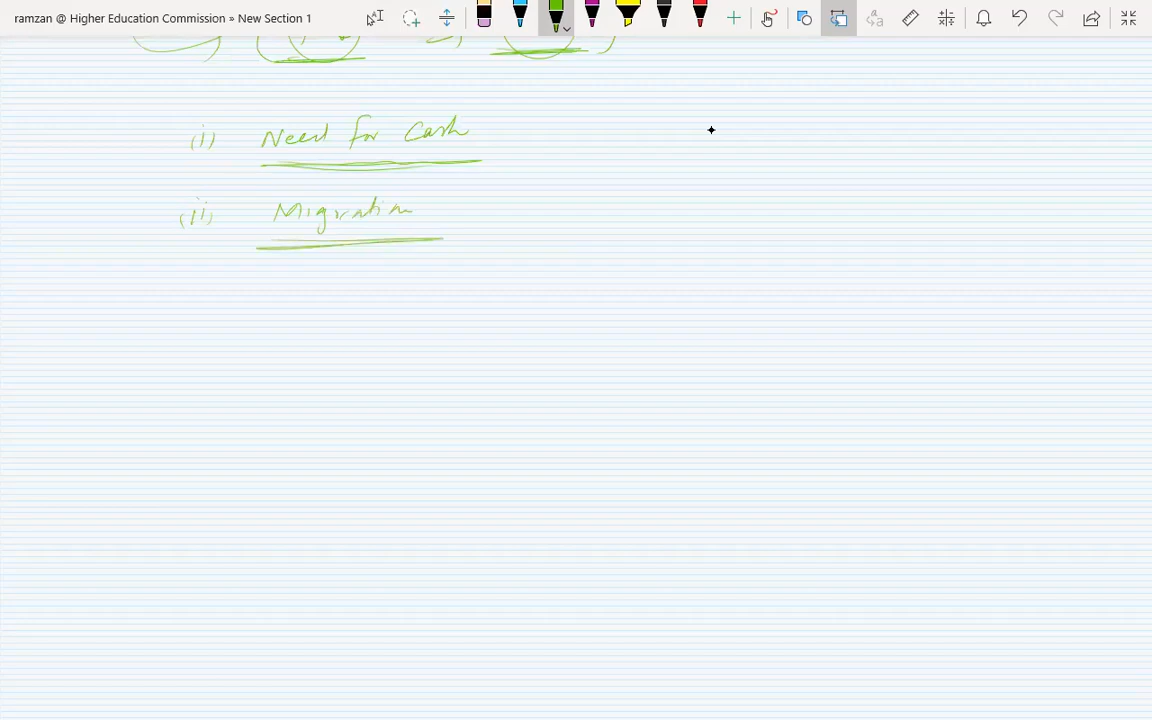 ramzan @ Higher Education Commission » New Section 1
(i) Need for Cash
(ii) Migration